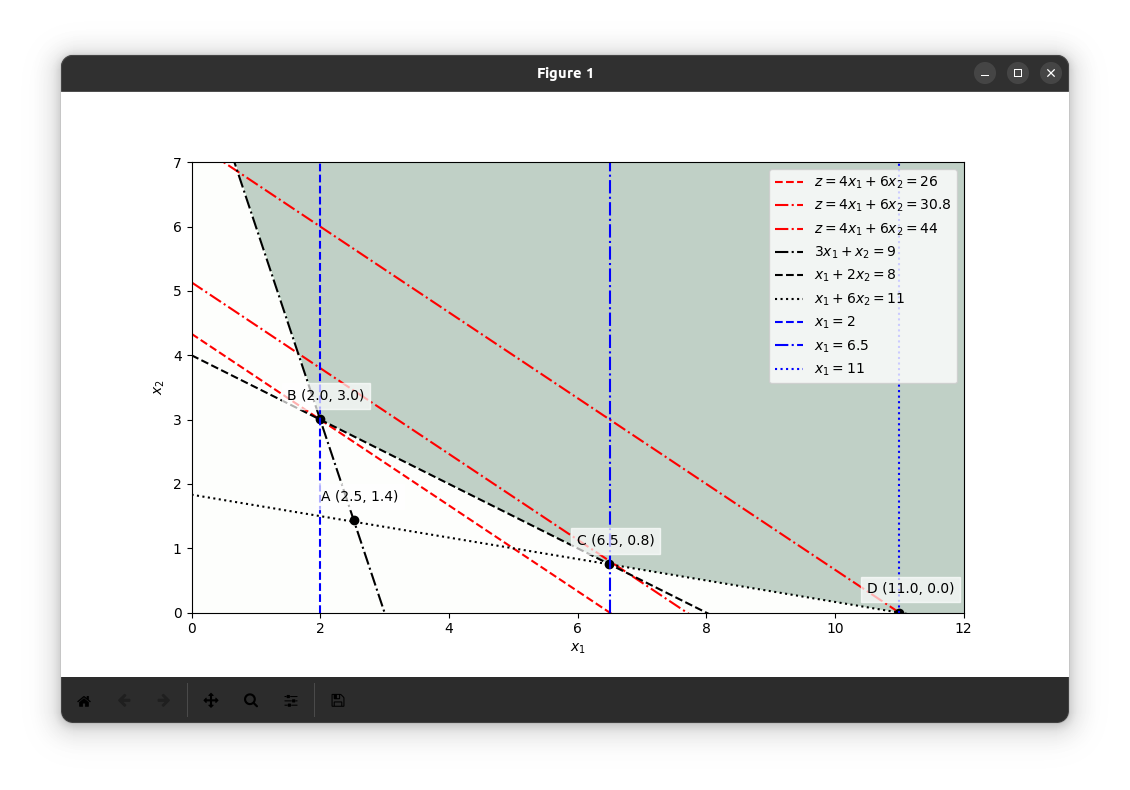 Figure 1
7
6
5
4
3
2
1
0
x₂
z = 4x₁ + 6x₂ = 26
z = 4x₁ + 6x₂ = 30.8
z = 4x₁ + 6x₂ = 44
3x₁ + x₂ = 9
x₁ + 2x₂ = 8
x₁ + 6x₂ = 11
x₁ = 2
x₁ = 6.5
x₁ = 11
B (2.0, 3.0)
A (2.5, 1.4)
C (6.5, 0.8)
D (11.0, 0.0)
0 2 4 6 8 10 12
x₁